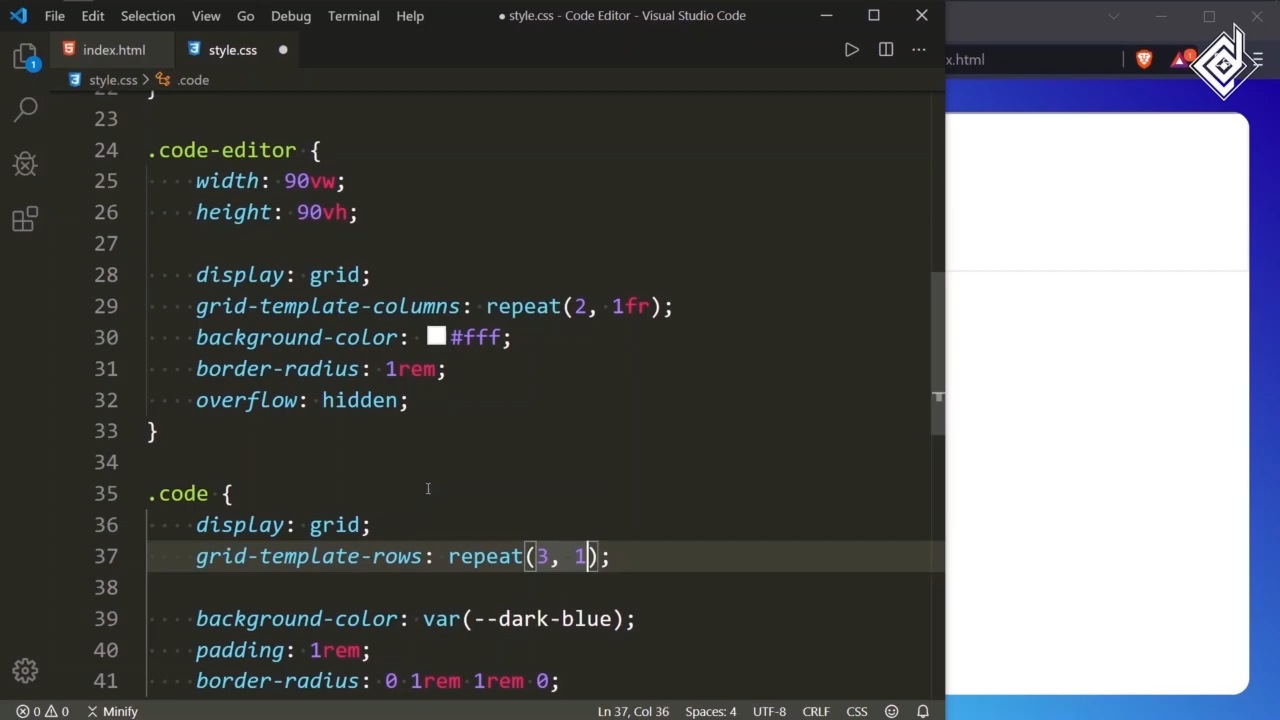 File Edit Selection View Go Debug Terminal Help ● style.css - Code Editor - Visual Studio Code
index.html style.css ●
style.css > .code
x.html
1
1
22 }
23
24 .code-editor {
25 width: 90vw;
26 height: 90vh;
27
28 display: grid;
29 grid-template-columns: repeat(2, 1fr);
30 background-color: #fff;
31 border-radius: 1rem;
32 overflow: hidden;
33 }
34
35 .code {
36 display: grid;
37 grid-template-rows: repeat(3, 1);
38
39 background-color: var(--dark-blue);
40 padding: 1rem;
41 border-radius: 0 1rem 1rem 0;
0 0 Minify Ln 37, Col 36 Spaces: 4 UTF-8 CRLF CSS